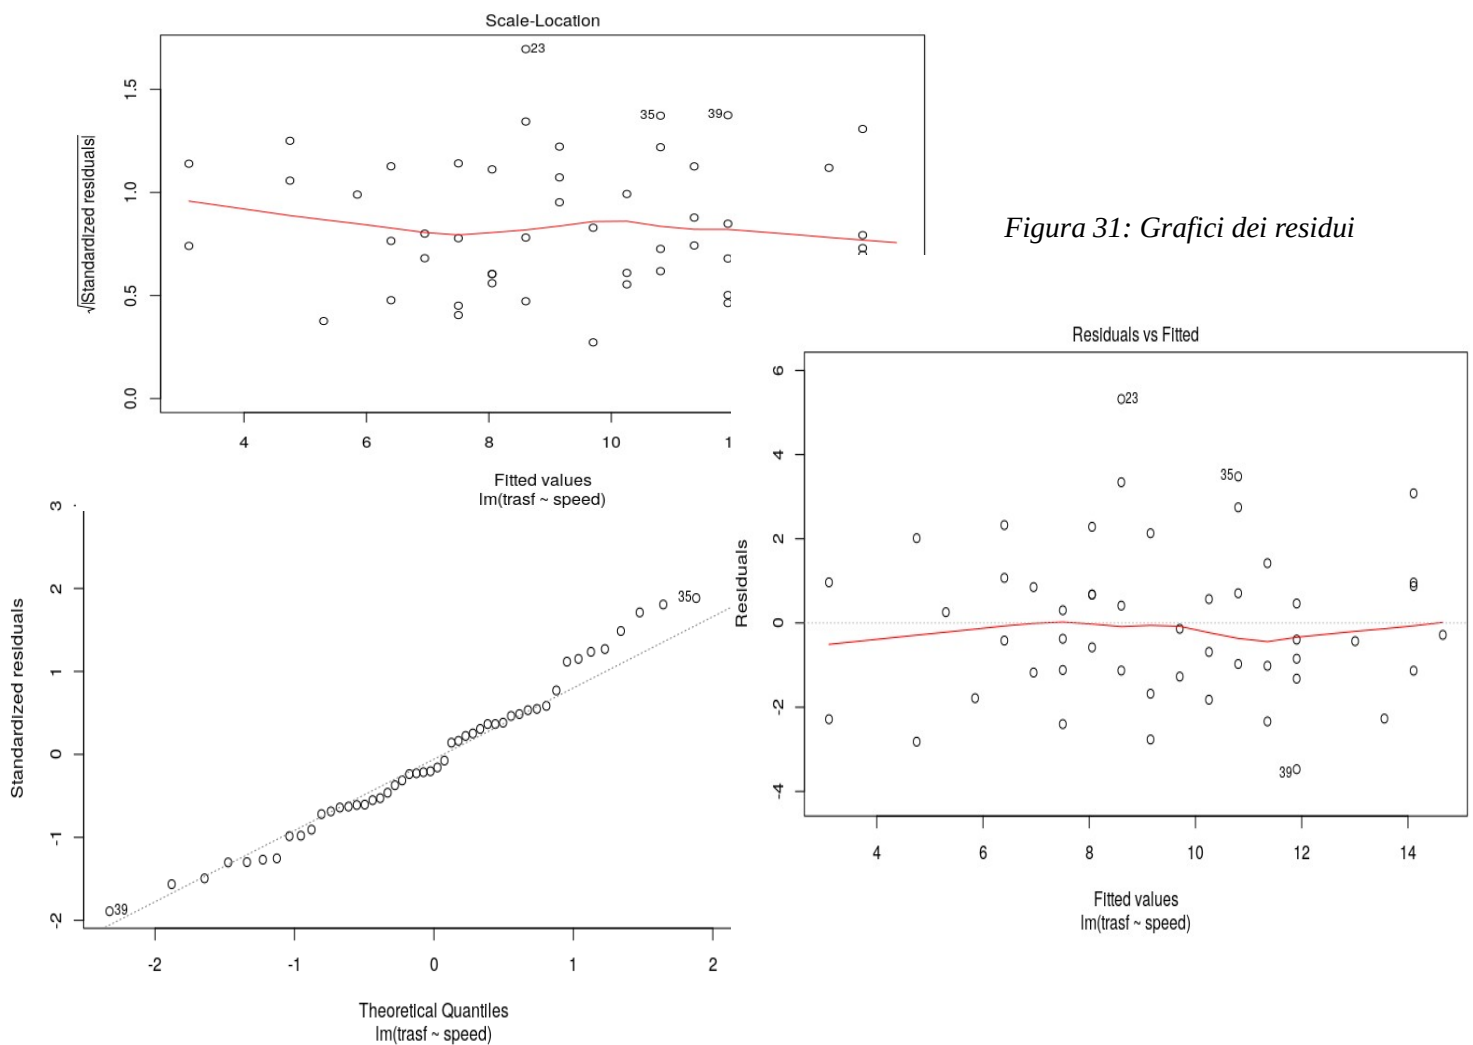 Scale-Location
23
35
39
1.5
1.0
0.5
0.0
√|Standardized residuals|
4 6 8 10 1
Fitted values
lm(trasf ~ speed)
Figura 31: Grafici dei residui
Residuals vs Fitted
6
4
2
0
-2
-4
Residuals
23
35
39
4 6 8 10 12 14
Fitted values
lm(trasf ~ speed)
3
2
1
0
-1
-2
Standardized residuals
35
39
-2 -1 0 1 2
Theoretical Quantiles
lm(trasf ~ speed)